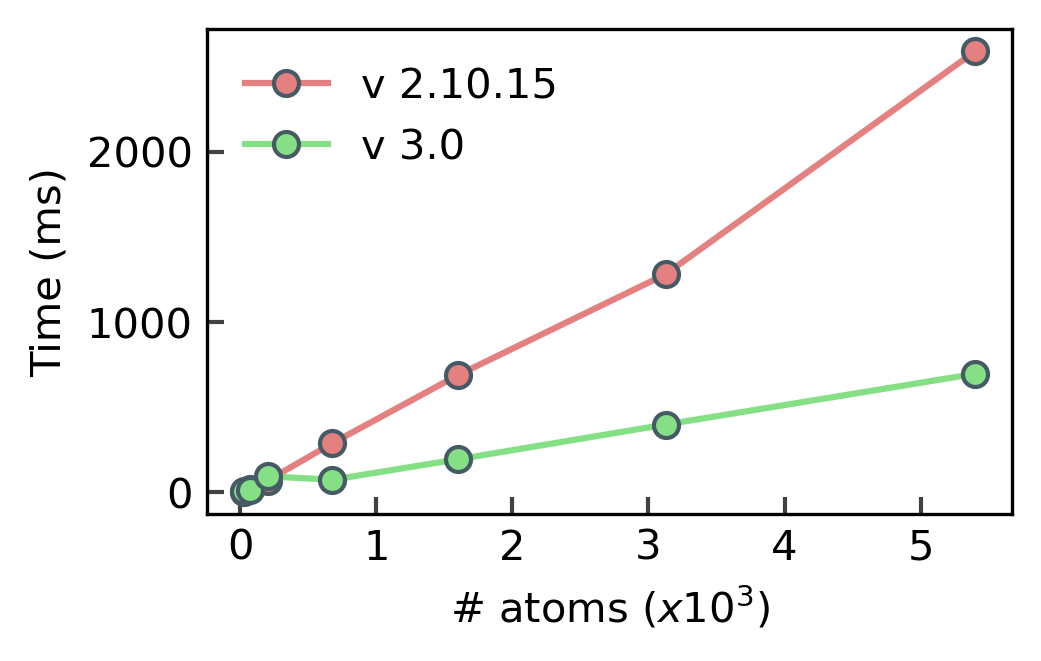 v 2.10.15
v 3.0
2000
1000
0
Time (ms)
0 1 2 3 4 5
# atoms (x10³)